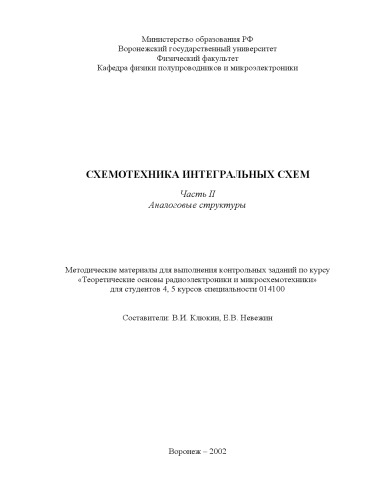 Министерство образования РФ
Воронежский государственный университет
Физический факультет
Кафедра физики полупроводников и микроэлектроники
СХЕМОТЕХНИКА ИНТЕГРАЛЬНЫХ СХЕМ
Часть II
Аналоговые структуры
Методические материалы для выполнения контрольных заданий по курсу
«Теоретические основы радиоэлектроники и микросхемотехники»
для студентов 4, 5 курсов специальности 014100
Составители: В.И. Клюкин, Е.В. Невежин
Воронеж – 2002